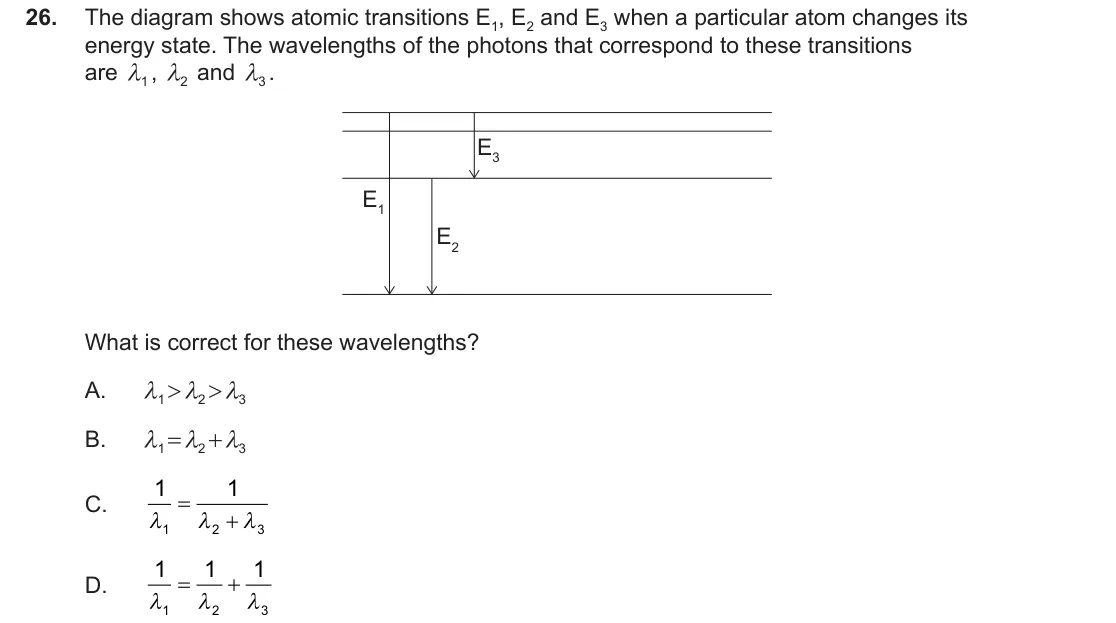 26. The diagram shows atomic transitions E₁, E₂ and E₃ when a particular atom changes its
energy state. The wavelengths of the photons that correspond to these transitions
are λ₁, λ₂ and λ₃.
E₃
E₁
E₂
What is correct for these wavelengths?
A. λ₁ > λ₂ > λ₃
B. λ₁ = λ₂ + λ₃
C. 1/λ₁ = 1/(λ₂ + λ₃)
D. 1/λ₁ = 1/λ₂ + 1/λ₃